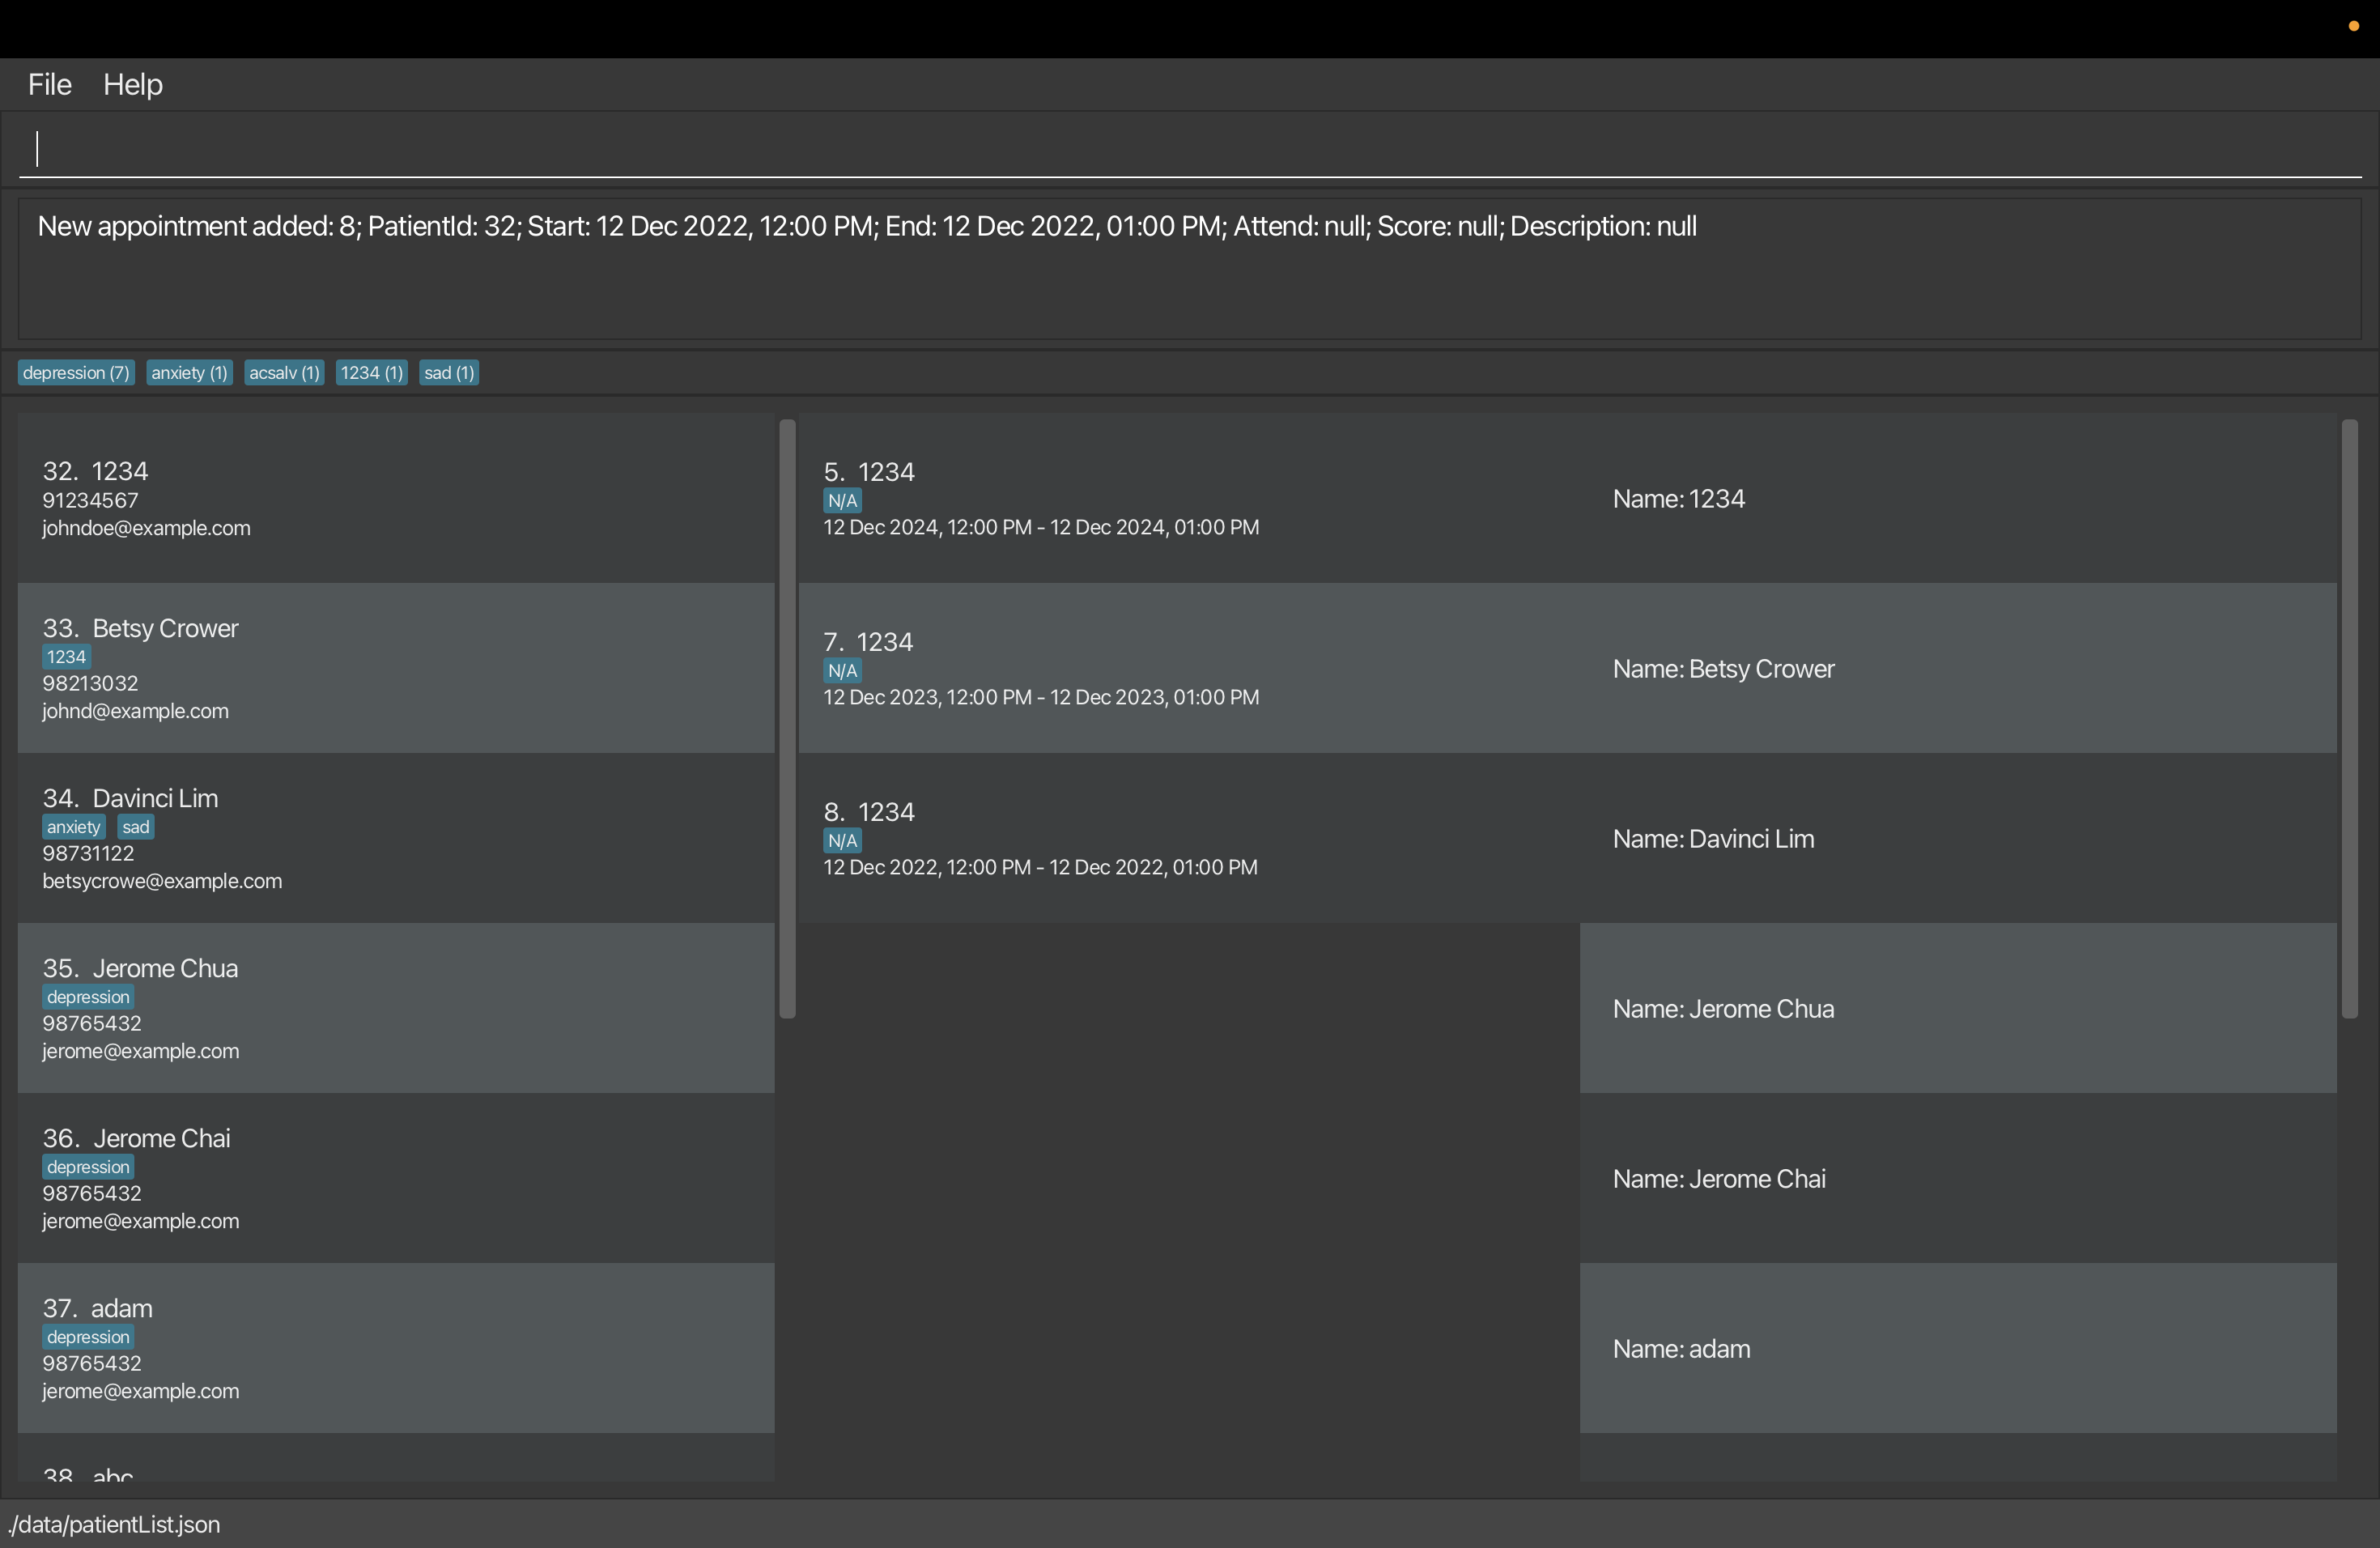 File Help
New appointment added: 8; PatientId: 32; Start: 12 Dec 2022, 12:00 PM; End: 12 Dec 2022, 01:00 PM; Attend: null; Score: null; Description: null
depression (7) anxiety (1) acsalv (1) 1234 (1) sad (1)
32. 1234
91234567
johndoe@example.com
33. Betsy Crower
1234
98213032
johnd@example.com
34. Davinci Lim
anxiety sad
98731122
betsycrowe@example.com
35. Jerome Chua
depression
98765432
jerome@example.com
36. Jerome Chai
depression
98765432
jerome@example.com
37. adam
depression
98765432
jerome@example.com
38. abc
5. 1234
N/A
12 Dec 2024, 12:00 PM - 12 Dec 2024, 01:00 PM
7. 1234
N/A
12 Dec 2023, 12:00 PM - 12 Dec 2023, 01:00 PM
8. 1234
N/A
12 Dec 2022, 12:00 PM - 12 Dec 2022, 01:00 PM
Name: 1234
Name: Betsy Crower
Name: Davinci Lim
Name: Jerome Chua
Name: Jerome Chai
Name: adam
./data/patientList.json